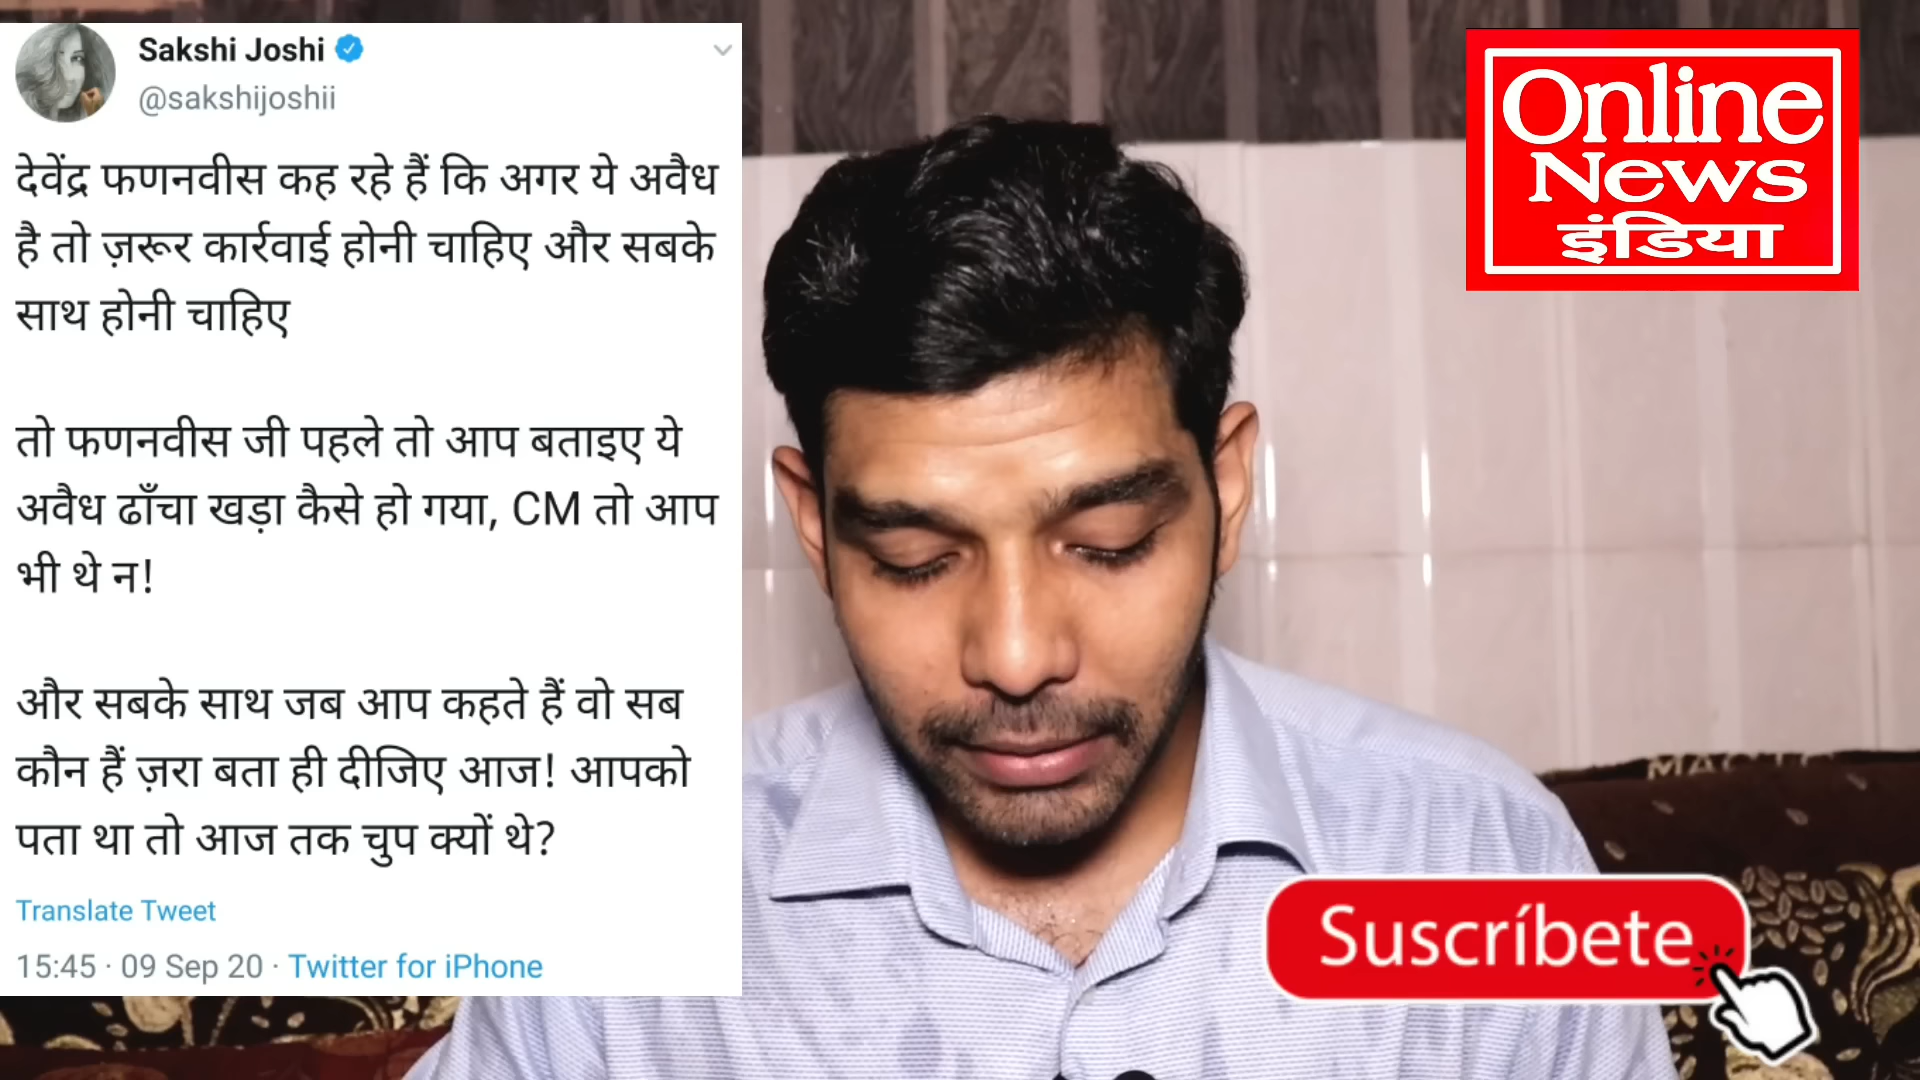 Sakshi Joshi
@sakshijoshii
देवेंद्र फणनवीस कह रहे हैं कि अगर ये अवैध
है तो ज़रूर कार्रवाई होनी चाहिए और सबके
साथ होनी चाहिए
तो फणनवीस जी पहले तो आप बताइए ये
अवैध ढाँचा खड़ा कैसे हो गया, CM तो आप
भी थे न!
और सबके साथ जब आप कहते हैं वो सब
कौन हैं ज़रा बता ही दीजिए आज! आपको
पता था तो आज तक चुप क्यों थे?
Translate Tweet
15:45 · 09 Sep 20 · Twitter for iPhone
Online
News
इंडिया
Suscríbete